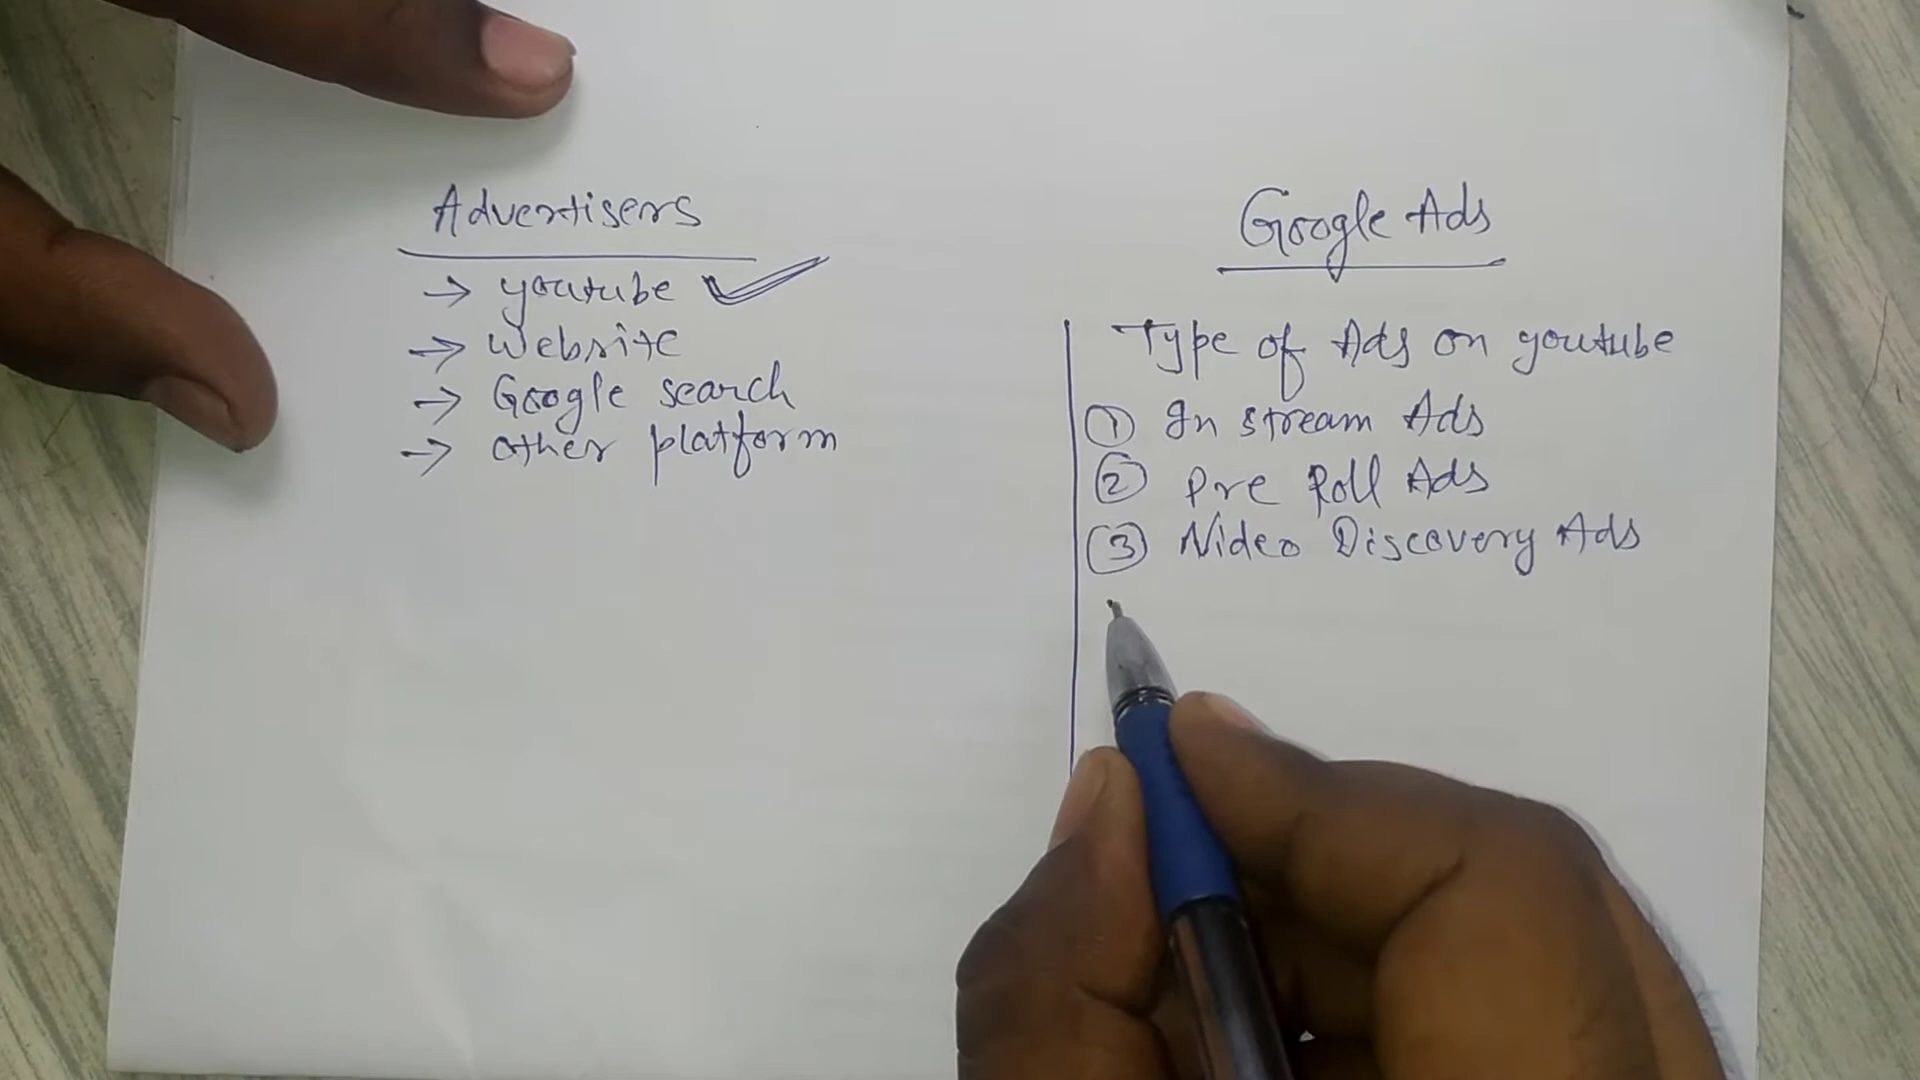 Advertisers
→ youtube ✓
→ Website
→ Google search
→ other platform
Google Ads
Type of Ads on youtube
① In stream Ads
② Pre Roll Ads
③ Video Discovery Ads